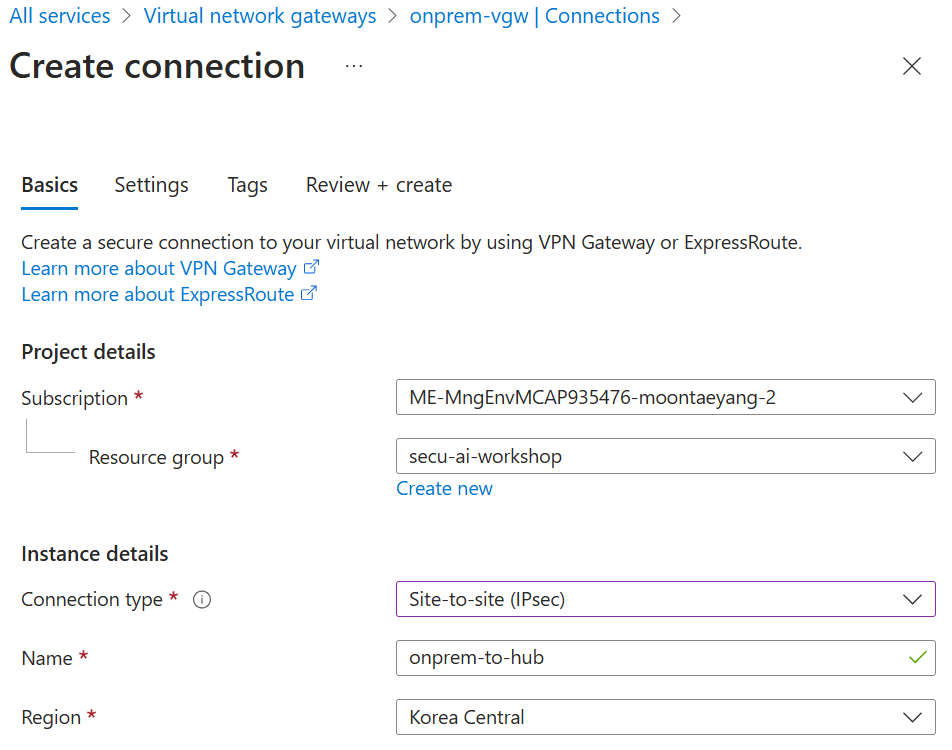 All services > Virtual network gateways > onprem-vgw | Connections >
Create connection ...
Basics Settings Tags Review + create
Create a secure connection to your virtual network by using VPN Gateway or ExpressRoute.
Learn more about VPN Gateway
Learn more about ExpressRoute
Project details
Subscription * ME-MngEnvMCAP935476-moontaeyang-2
Resource group * secu-ai-workshop
Create new
Instance details
Connection type * Site-to-site (IPsec)
Name * onprem-to-hub
Region * Korea Central